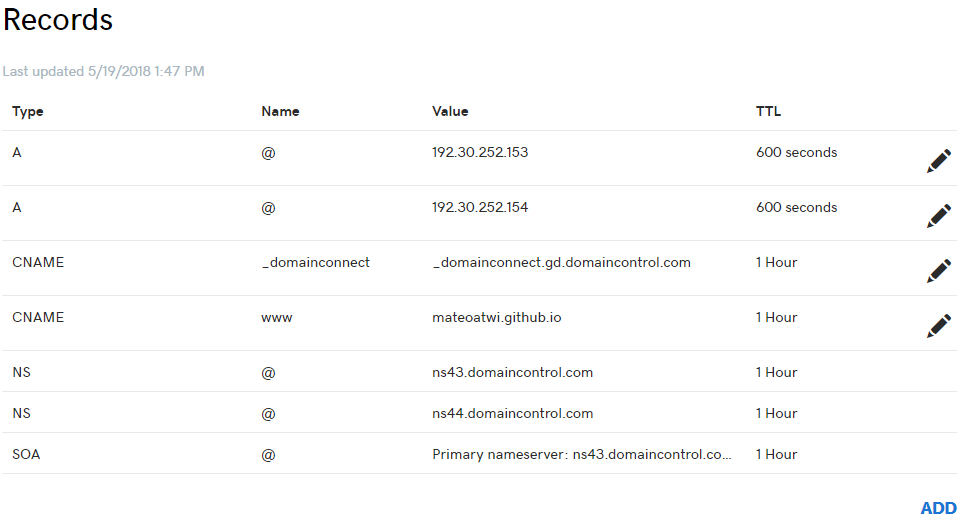 Records
Last updated 5/19/2018 1:47 PM
Type Name Value TTL
A @ 192.30.252.153 600 seconds
A @ 192.30.252.154 600 seconds
CNAME _domainconnect _domainconnect.gd.domaincontrol.com 1 Hour
CNAME www mateoatwi.github.io 1 Hour
NS @ ns43.domaincontrol.com 1 Hour
NS @ ns44.domaincontrol.com 1 Hour
SOA @ Primary nameserver: ns43.domaincontrol.co... 1 Hour
ADD